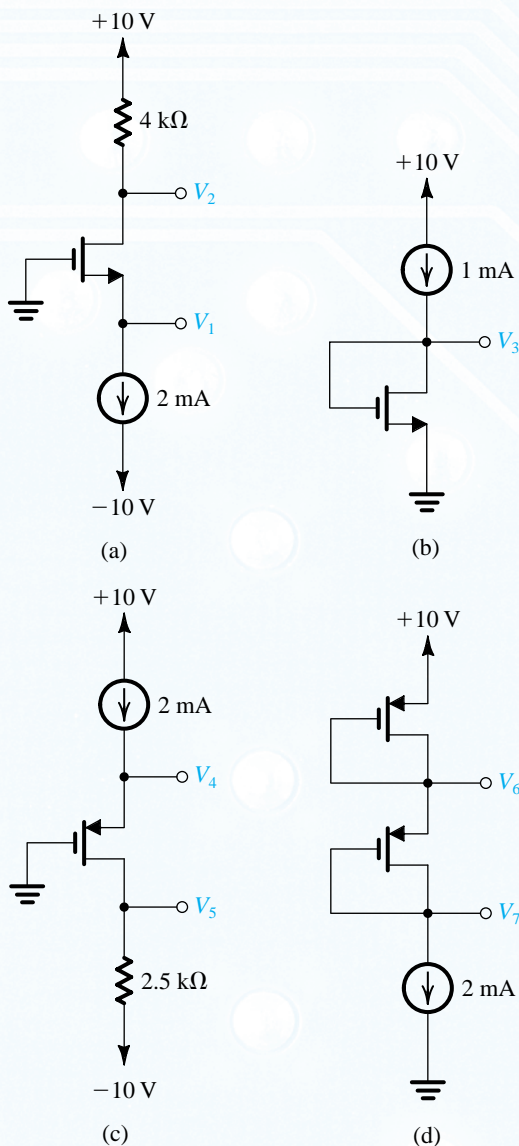 +10 V
4 kΩ
V2
V1
2 mA
−10 V
(a)
+10 V
1 mA
V3
(b)
+10 V
2 mA
V4
V5
2.5 kΩ
−10 V
(c)
+10 V
V6
V7
2 mA
(d)